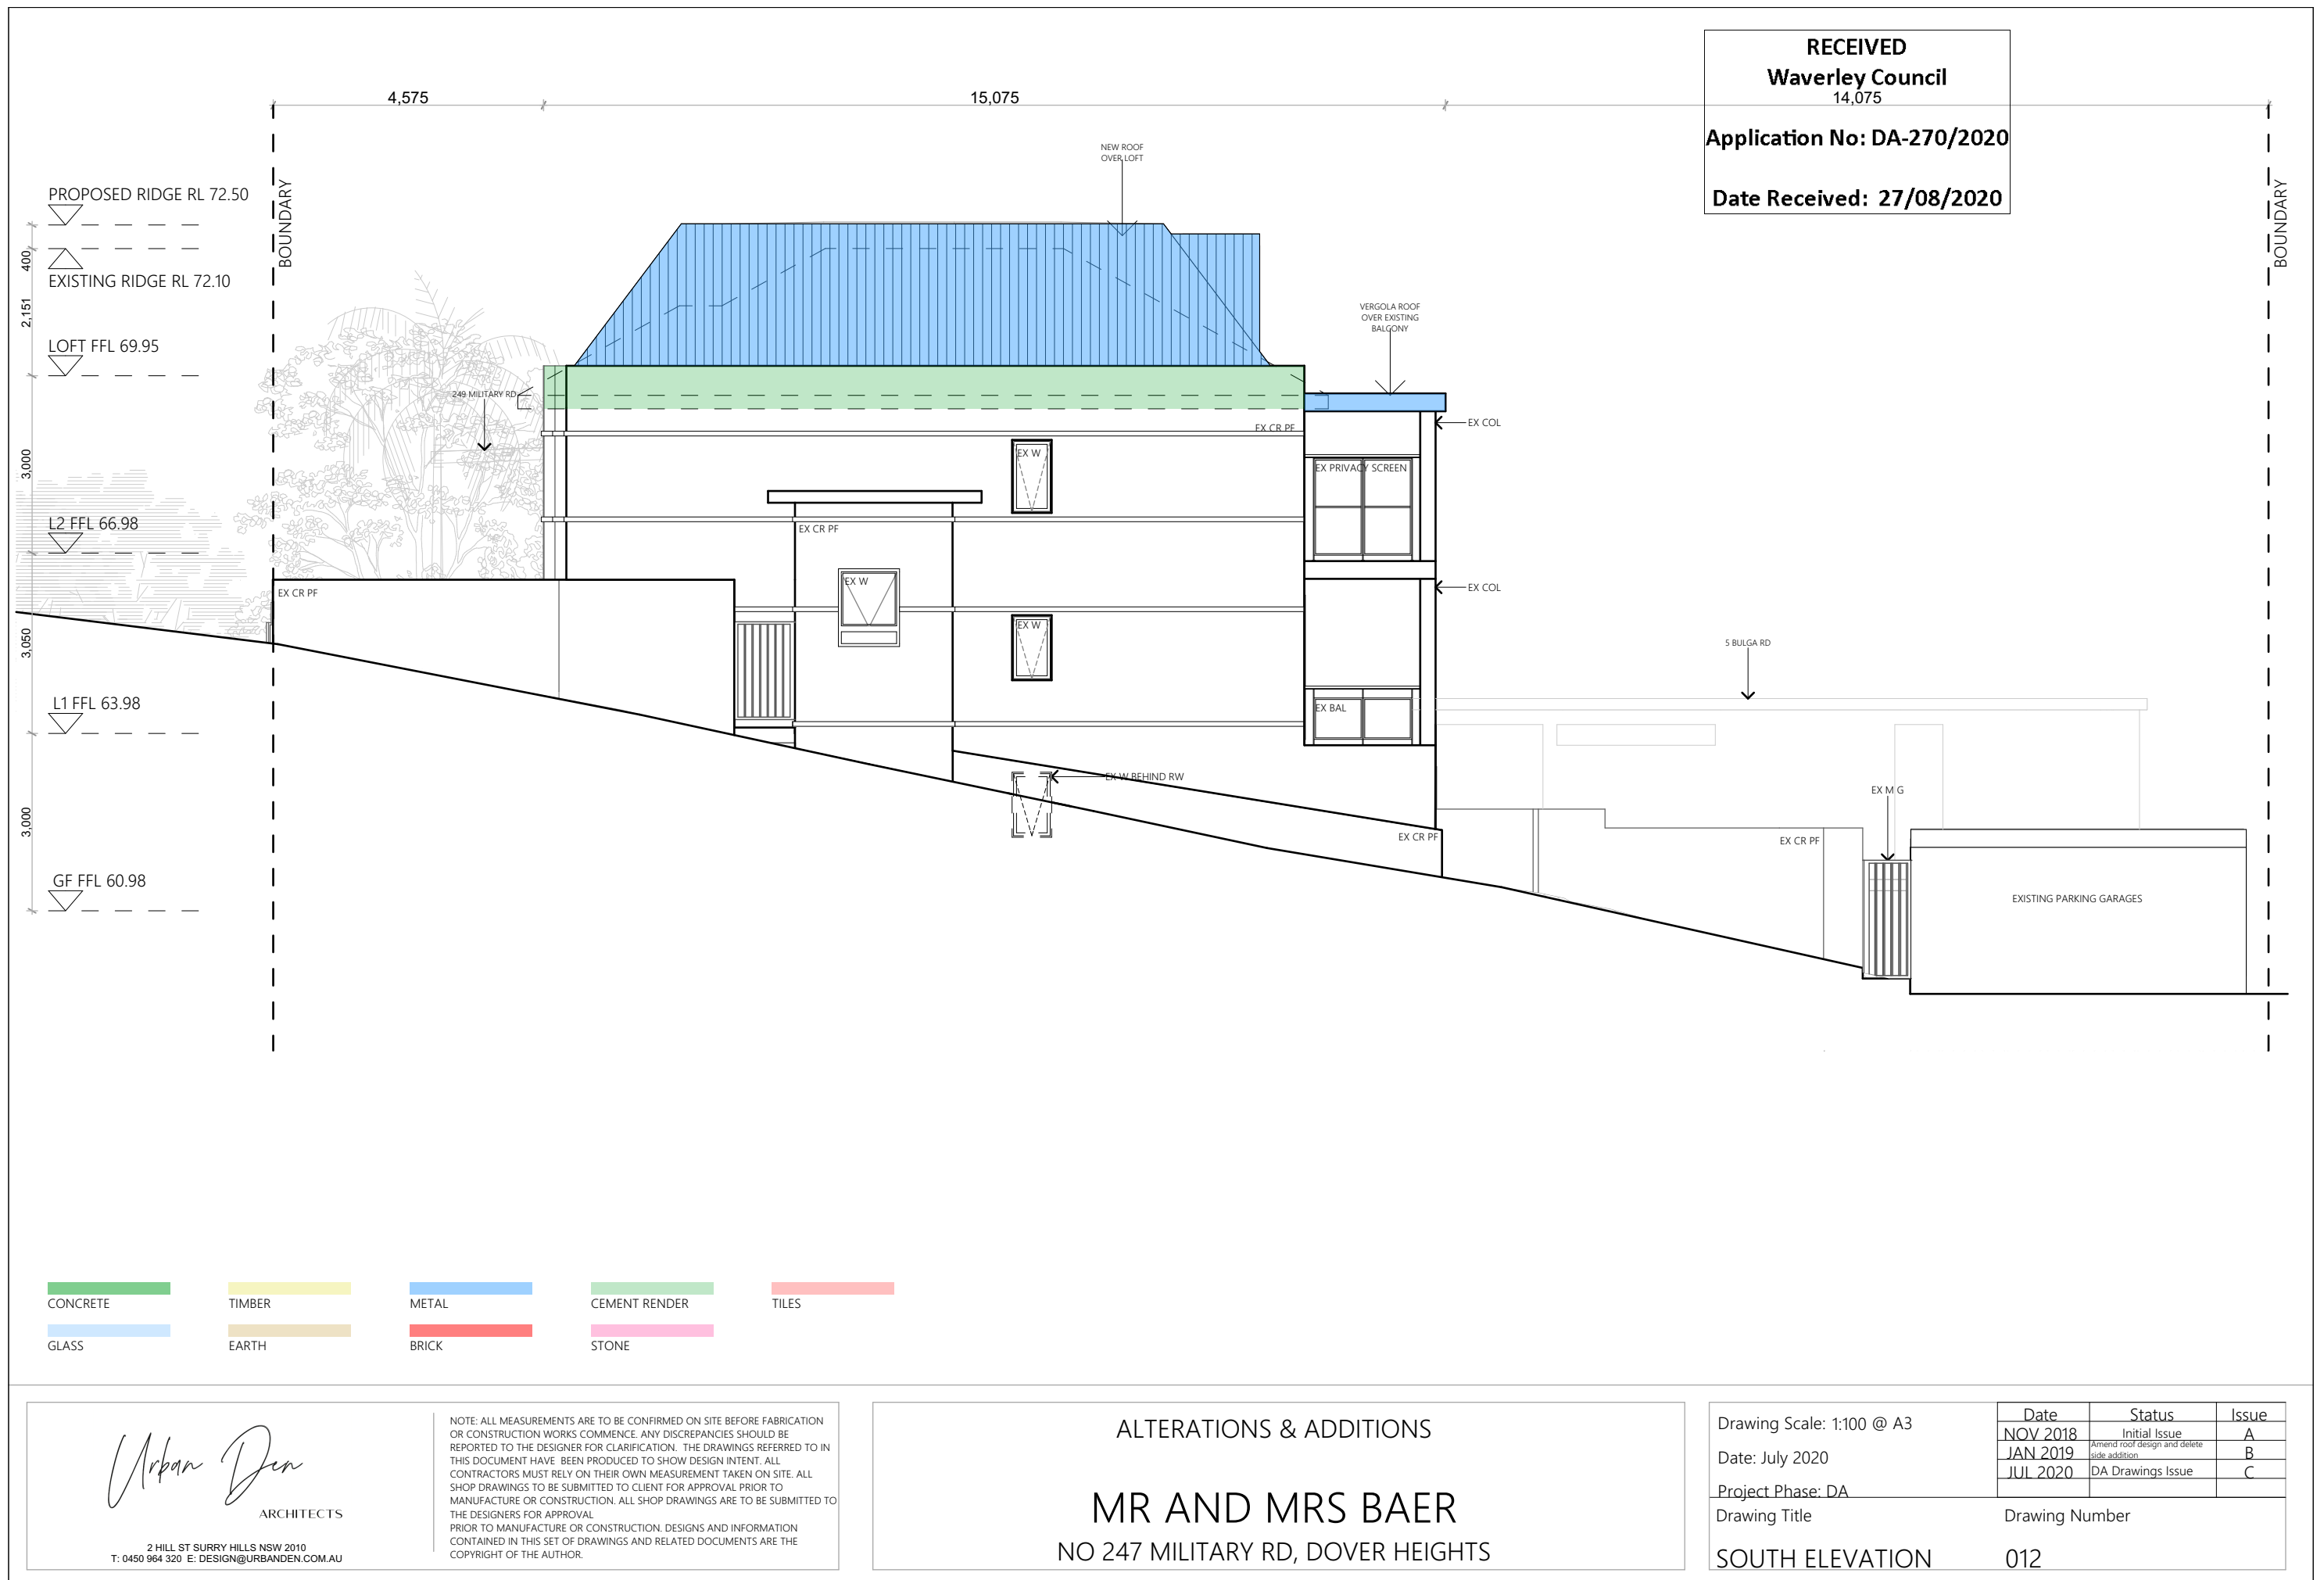 RECEIVED
Waverley Council
Application No: DA-270/2020
Date Received: 27/08/2020
4,575
15,075
14,075
NEW ROOF
OVER LOFT
BOUNDARY
BOUNDARY
PROPOSED RIDGE RL 72.50
400
EXISTING RIDGE RL 72.10
2,151
LOFT FFL 69.95
3,000
L2 FFL 66.98
3,050
L1 FFL 63.98
3,000
GF FFL 60.98
VERGOLA ROOF
OVER EXISTING
BALCONY
249 MILITARY RD
EX CR PF
EX COL
EX W
EX PRIVACY SCREEN
EX CR PF
EX W
EX CR PF
EX COL
EX W
EX BAL
5 BULGA RD
EX W BEHIND RW
EX M G
EX CR PF
EX CR PF
EXISTING PARKING GARAGES
CONCRETE
TIMBER
METAL
CEMENT RENDER
TILES
GLASS
EARTH
BRICK
STONE
Urban Den
ARCHITECTS
2 HILL ST SURRY HILLS NSW 2010
T: 0450 964 320 E: DESIGN@URBANDEN.COM.AU
NOTE: ALL MEASUREMENTS ARE TO BE CONFIRMED ON SITE BEFORE FABRICATION
OR CONSTRUCTION WORKS COMMENCE. ANY DISCREPANCIES SHOULD BE
REPORTED TO THE DESIGNER FOR CLARIFICATION. THE DRAWINGS REFERRED TO IN
THIS DOCUMENT HAVE BEEN PRODUCED TO SHOW DESIGN INTENT. ALL
CONTRACTORS MUST RELY ON THEIR OWN MEASUREMENT TAKEN ON SITE. ALL
SHOP DRAWINGS TO BE SUBMITTED TO CLIENT FOR APPROVAL PRIOR TO
MANUFACTURE OR CONSTRUCTION. ALL SHOP DRAWINGS ARE TO BE SUBMITTED TO
THE DESIGNERS FOR APPROVAL
PRIOR TO MANUFACTURE OR CONSTRUCTION. DESIGNS AND INFORMATION
CONTAINED IN THIS SET OF DRAWINGS AND RELATED DOCUMENTS ARE THE
COPYRIGHT OF THE AUTHOR.
ALTERATIONS & ADDITIONS
MR AND MRS BAER
NO 247 MILITARY RD, DOVER HEIGHTS
Drawing Scale: 1:100 @ A3
Date: July 2020
Project Phase: DA
Date Status Issue
NOV 2018 Initial Issue A
JAN 2019 Amend roof design and delete side addition B
JUL 2020 DA Drawings Issue C
Drawing Title
Drawing Number
SOUTH ELEVATION
012